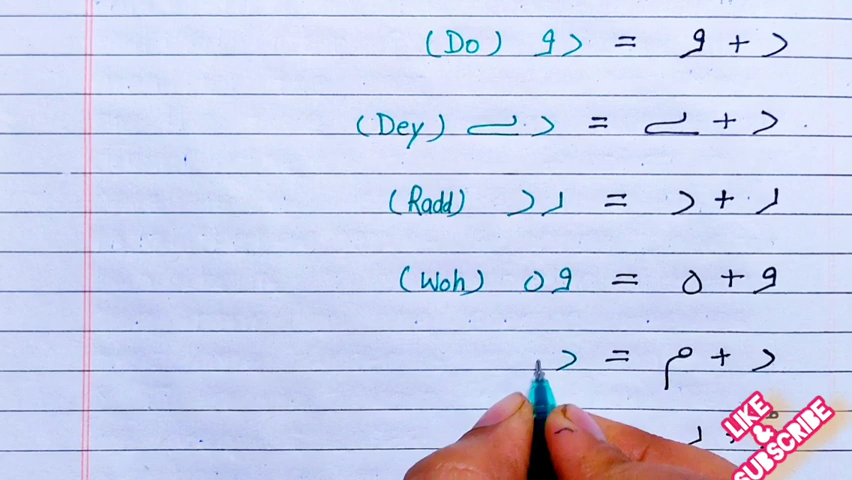 د + و = دو (Do)
د + ے = دے (Dey)
ر + د = رد (Radd)
و + ہ = وہ (Woh)
د + م = د
ر
LIKE & SUBSCRIBE